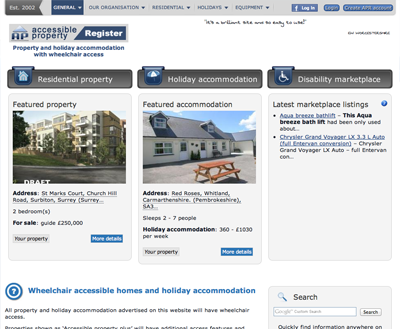 Est. 2002
GENERAL
OUR ORGANISATION
RESIDENTIAL
HOLIDAYS
EQUIPMENT
Log in
Login
Create APR account
"It's a brilliant site and so easy to use!"
accessible
property
Register
Property and holiday accommodation
with wheelchair access
Residential property
Holiday accommodation
Disability marketplace
Featured property
DRAFT
Address: St Marks Court, Church Hill
Road, Surbiton, Surrey (Surrey...
2 bedroom(s)
For sale: guide £250,000
Your property
More details
Featured accommodation
Address: Red Roses, Whitland,
Carmarthenshire. (Pembrokeshire),
SA3...
Sleeps 2 - 7 people
Holiday accommodation: 360 - £1030
per week
Your property
More details
Latest marketplace listings
Aqua breeze bathlift - This Aqua
breeze bath lift had been only used
about...
Chrysler Grand Voyager LX 3.3 L Auto
(full Entervan conversion) - Chrysler
Grand Voyager LX Auto - full Entervan
con...
Wheelchair accessible homes and holiday accommodation
All property and holiday accommodation advertised on this website will have wheelchair
access.
Properties shown as 'Accessible property plus' will have additional access features and
Search
Google
Search
Quickly find information anywhere on